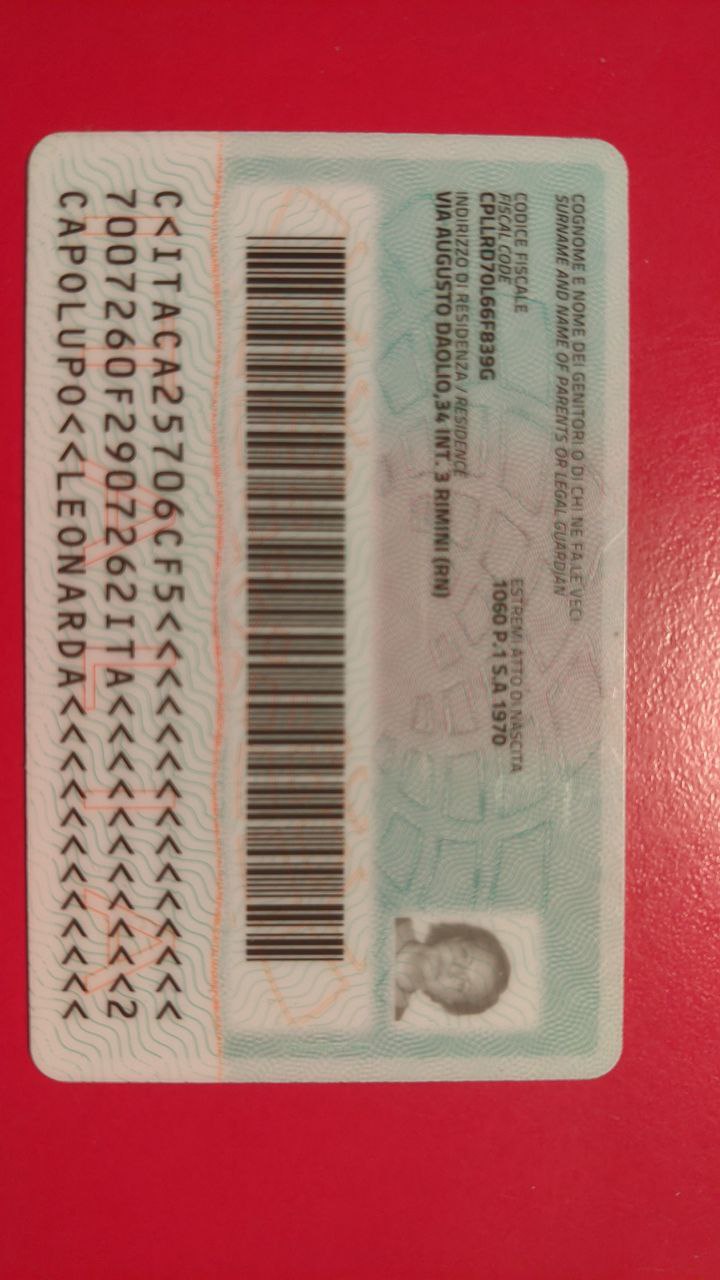 COGNOME E NOME DEI GENITORI O DI CHI NE FA LE VECI
SURNAME AND NAME OF PARENTS OR LEGAL GUARDIAN
CODICE FISCALE
FISCAL CODE
CPLLRD70L66F839G
ESTREMI ATTO DI NASCITA
1060 P.1 S.A 1970
INDIRIZZO DI RESIDENZA / RESIDENCE
VIA AUGUSTO DAOLIO,34 INT. 3 RIMINI (RN)
C<ITACA25706CF5<<<<<<<<<<<<<<<
7007260F2907262ITA<<<<<<<<<<<2
CAPOLUPO<<LEONARDA<<<<<<<<<<<<
ITALIA